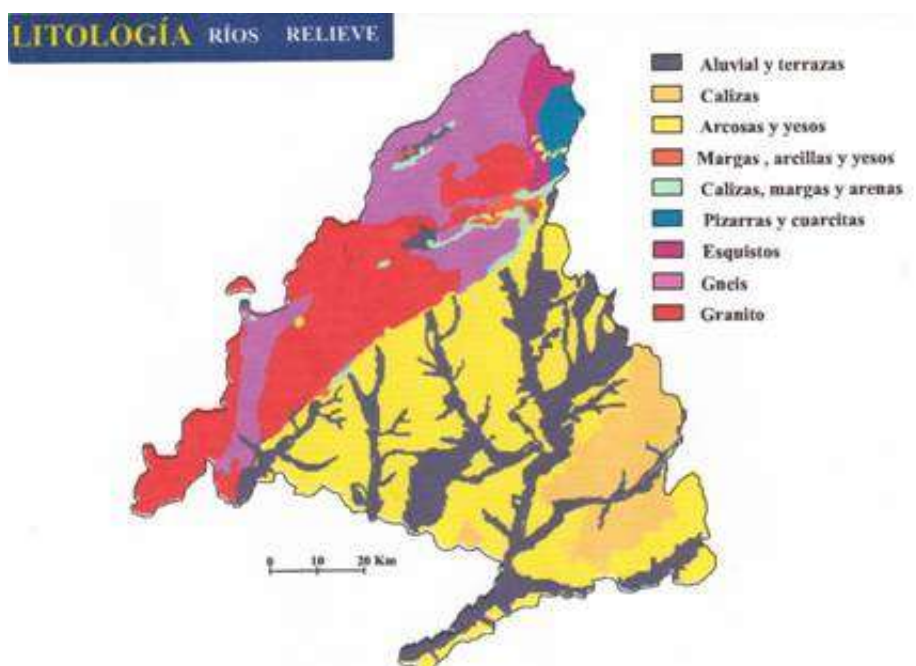 LITOLOGÍA RÍOS RELIEVE
Aluvial y terrazas
Calizas
Arcosas y yesos
Margas , arcillas y yesos
Calizas, margas y arenas
Pizarras y cuarcitas
Esquistos
Gneis
Granito
0 10 20 Km